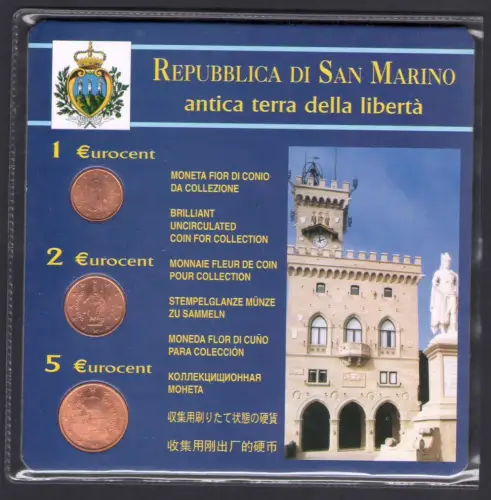 REPUBBLICA DI SAN MARINO
antica terra della libertà
1 €urocent
MONETA FIOR DI CONIO
DA COLLEZIONE
BRILLIANT
UNCIRCULATED
COIN FOR COLLECTION
2 €urocent
MONNAIE FLEUR DE COIN
POUR COLLECTION
STEMPELGLANZE MÜNZE
ZU SAMMELN
MONEDA FLOR DI CUÑO
PARA COLECCIÓN
5 €urocent
КОЛЛЕКЦИЦИОННАЯ
МОНЕТА
収集用刷りたて状態の硬貨
收集用刚出厂的硬币